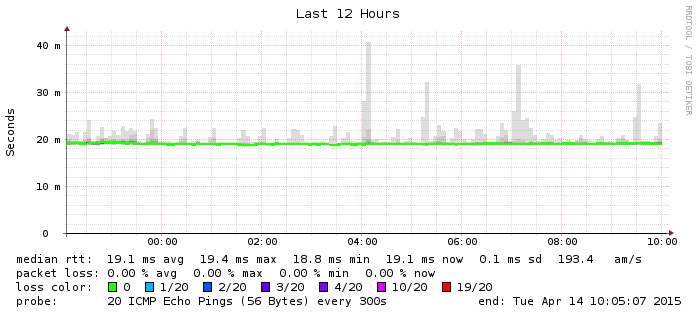 Last 12 Hours
RRDTOOL / TOBI OETIKER
Seconds
40 m
30 m
20 m
10 m
0
00:00 02:00 04:00 06:00 08:00 10:00
median rtt: 19.1 ms avg 19.4 ms max 18.8 ms min 19.1 ms now 0.1 ms sd 193.4 am/s
packet loss: 0.00 % avg 0.00 % max 0.00 % min 0.00 % now
loss color: 0 1/20 2/20 3/20 4/20 10/20 19/20
probe: 20 ICMP Echo Pings (56 Bytes) every 300s end: Tue Apr 14 10:05:07 2015